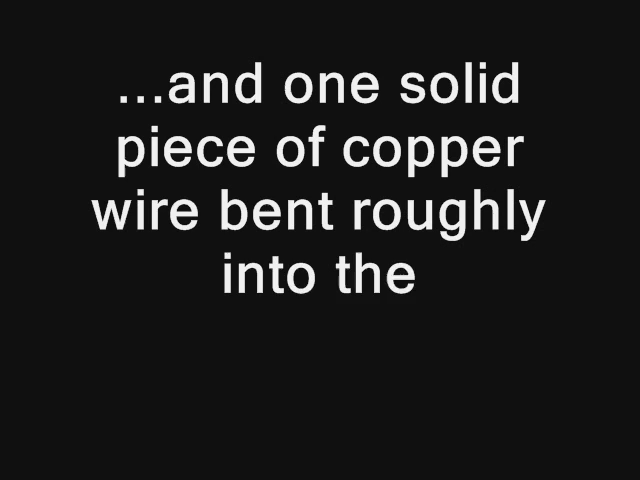 ...and one solid
piece of copper
wire bent roughly
into the